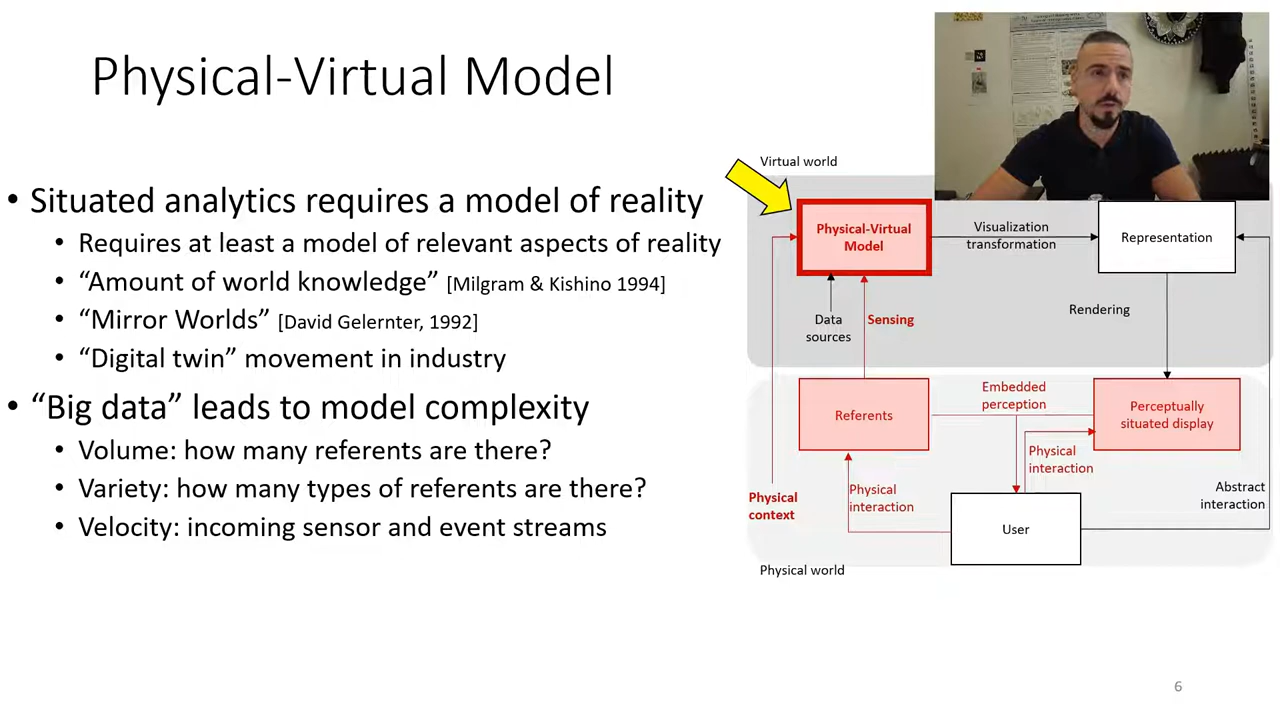 Physical-Virtual Model
• Situated analytics requires a model of reality
• Requires at least a model of relevant aspects of reality
• “Amount of world knowledge” [Milgram & Kishino 1994]
• “Mirror Worlds” [David Gelernter, 1992]
• “Digital twin” movement in industry
• “Big data” leads to model complexity
• Volume: how many referents are there?
• Variety: how many types of referents are there?
• Velocity: incoming sensor and event streams
Virtual world
Physical-Virtual
Model
Visualization
transformation
Representation
Data
sources
Sensing
Rendering
Referents
Embedded
perception
Perceptually
situated display
Physical
interaction
Physical
context
Physical
interaction
User
Abstract
interaction
Physical world
6